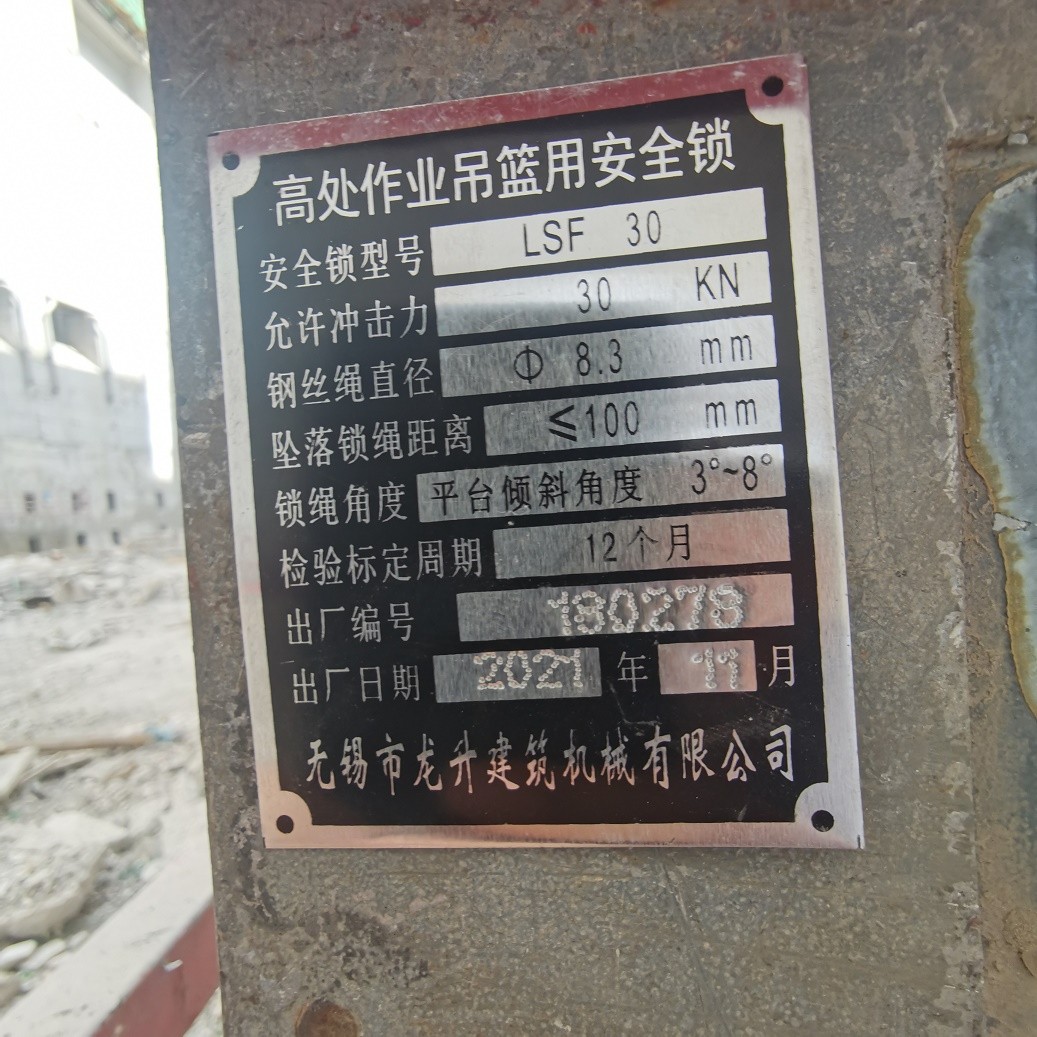 高处作业吊篮用安全锁
安全锁型号 LSF 30
允许冲击力 30 KN
钢丝绳直径 Φ 8.3 mm
坠落锁绳距离 ≤100 mm
锁绳角度 平台倾斜角度 3°~8°
检验标定周期 12个月
出厂编号 180278
出厂日期 2021 年 11 月
无锡市龙升建筑机械有限公司